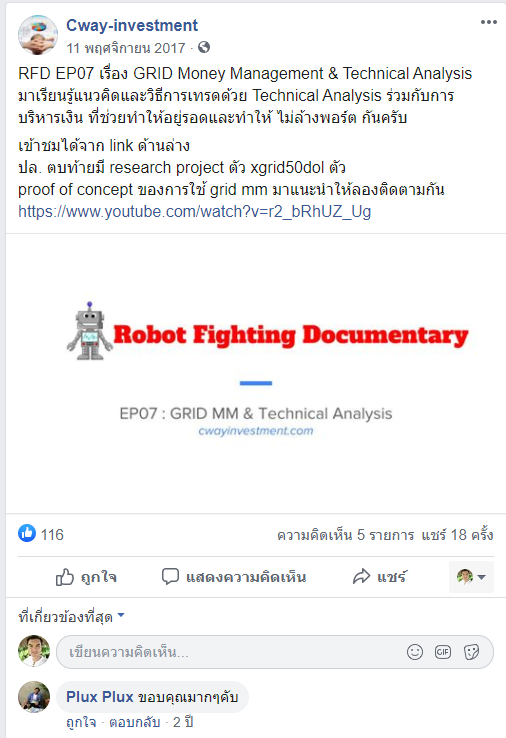 Cway-investment
11 พฤศจิกายน 2017 ·
RFD EP07 เรื่อง GRID Money Management & Technical Analysis
มาเรียนรู้แนวคิดและวิธีการเทรดด้วย Technical Analysis ร่วมกับการ
บริหารเงิน ที่ช่วยทำให้อยู่รอดและทำให้ ไม่ล้างพอร์ต กันครับ
เข้าชมได้จาก link ด้านล่าง
ปล. ตบท้ายมี research project ตัว xgrid50dol ตัว
proof of concept ของการใช้ grid mm มาแนะนำให้ลองติดตามกัน
https://www.youtube.com/watch?v=r2_bRhUZ_Ug
Robot Fighting Documentary
EP07 : GRID MM & Technical Analysis
cwayinvestment.com
116 ความคิดเห็น 5 รายการ แชร์ 18 ครั้ง
ถูกใจ แสดงความคิดเห็น แชร์
ที่เกี่ยวข้องที่สุด
เขียนความคิดเห็น... GIF
Plux Plux ขอบคุณมากๆคับ
ถูกใจ · ตอบกลับ · 2 ปี